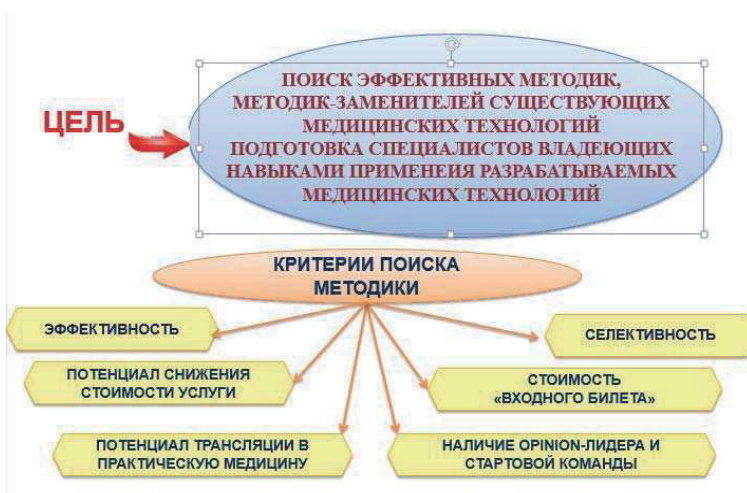 ЦЕЛЬ
ПОИСК ЭФФЕКТИВНЫХ МЕТОДИК,
МЕТОДИК-ЗАМЕНИТЕЛЕЙ СУЩЕСТВУЮЩИХ
МЕДИЦИНСКИХ ТЕХНОЛОГИЙ
ПОДГОТОВКА СПЕЦИАЛИСТОВ ВЛАДЕЮЩИХ
НАВЫКАМИ ПРИМЕНЕИЯ РАЗРАБАТЫВАЕМЫХ
МЕДИЦИНСКИХ ТЕХНОЛОГИЙ
КРИТЕРИИ ПОИСКА
МЕТОДИКИ
ЭФФЕКТИВНОСТЬ
СЕЛЕКТИВНОСТЬ
ПОТЕНЦИАЛ СНИЖЕНИЯ
СТОИМОСТИ УСЛУГИ
СТОИМОСТЬ
«ВХОДНОГО БИЛЕТА»
ПОТЕНЦИАЛ ТРАНСЛЯЦИИ В
ПРАКТИЧЕСКУЮ МЕДИЦИНУ
НАЛИЧИЕ OPINION-ЛИДЕРА И
СТАРТОВОЙ КОМАНДЫ